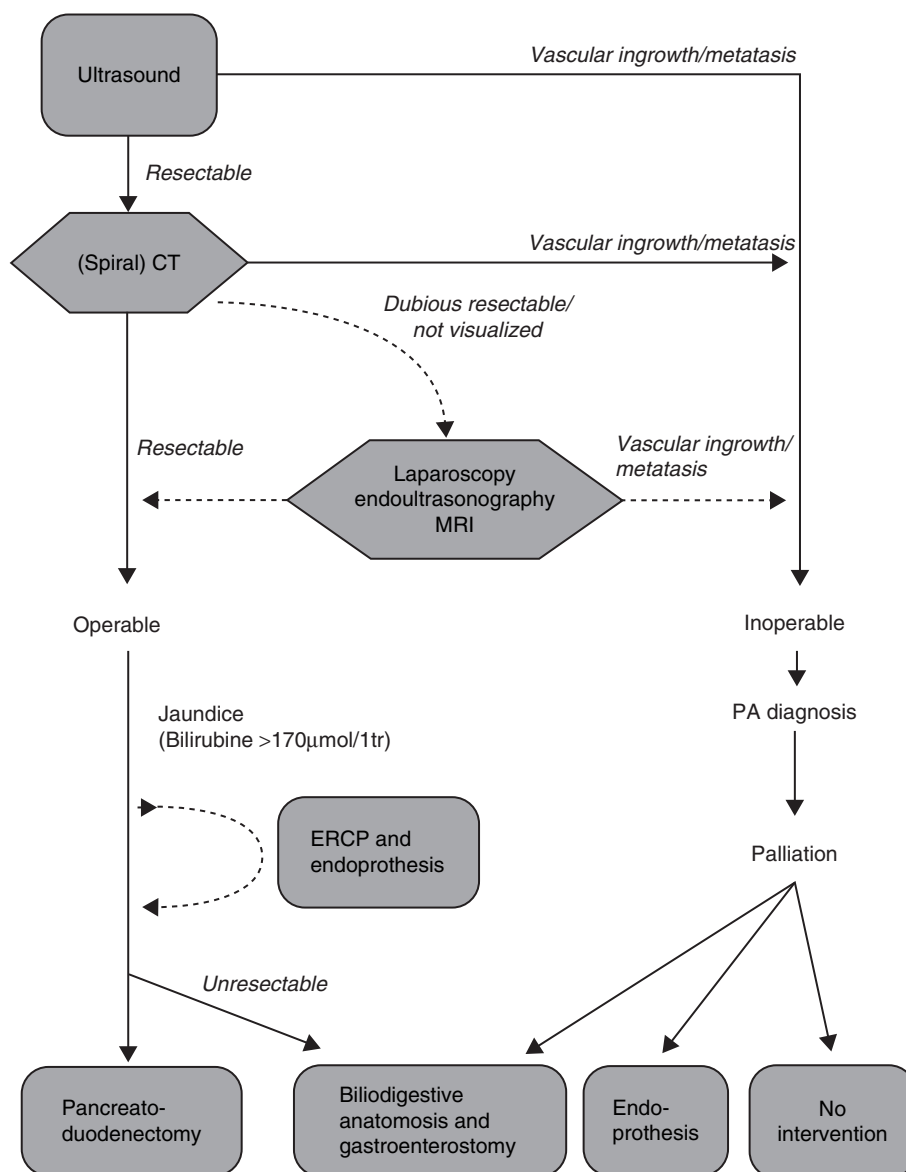 Ultrasound
Vascular ingrowth/metatasis
Resectable
(Spiral) CT
Vascular ingrowth/metatasis
Dubious resectable/
not visualized
Resectable
Laparoscopy
endoultrasonography
MRI
Vascular ingrowth/
metatasis
Operable
Inoperable
Jaundice
(Bilirubine >170μmol/1tr)
PA diagnosis
ERCP and
endoprothesis
Palliation
Unresectable
Pancreato-
duodenectomy
Biliodigestive
anatomosis and
gastroenterostomy
Endo-
prothesis
No
intervention